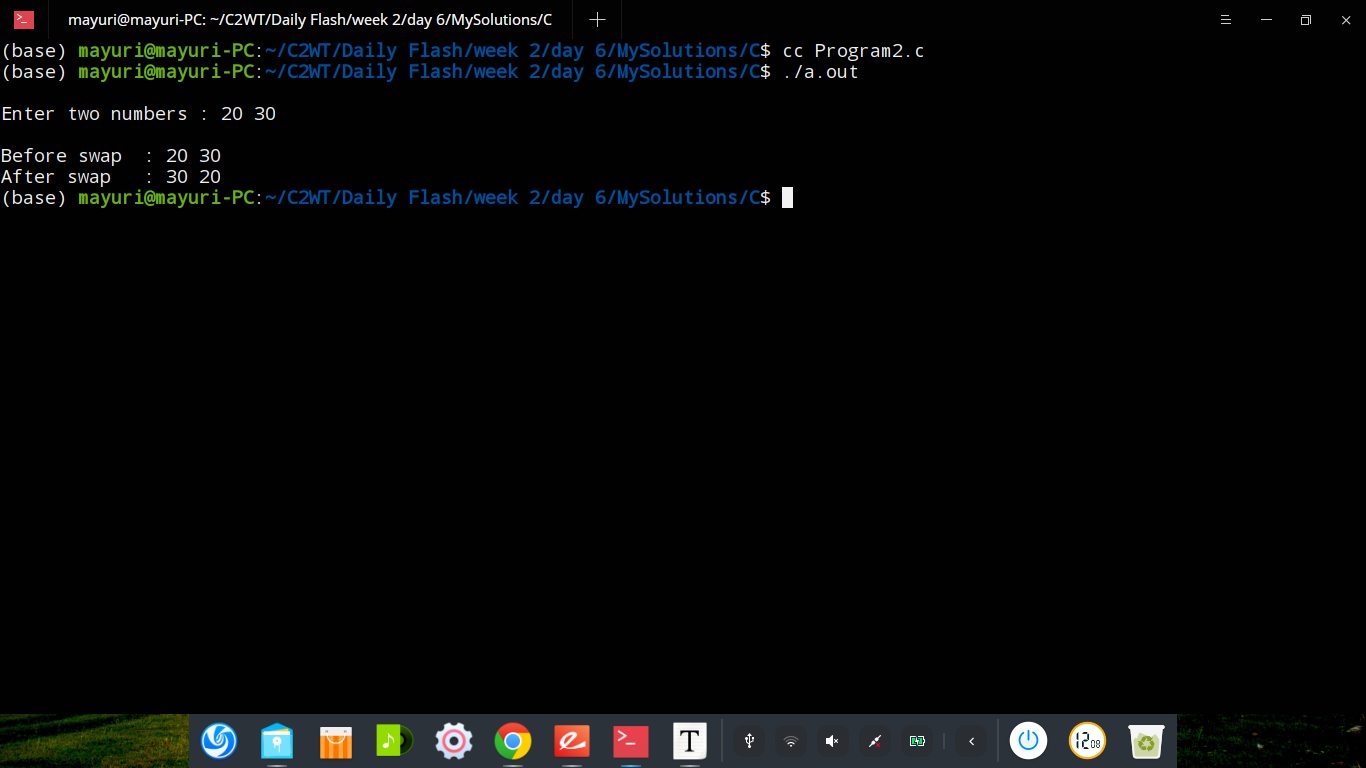 mayuri@mayuri-PC: ~/C2WT/Daily Flash/week 2/day 6/MySolutions/C
(base) mayuri@mayuri-PC:~/C2WT/Daily Flash/week 2/day 6/MySolutions/C$ cc Program2.c
(base) mayuri@mayuri-PC:~/C2WT/Daily Flash/week 2/day 6/MySolutions/C$ ./a.out
Enter two numbers : 20 30
Before swap  : 20 30
After swap   : 30 20
(base) mayuri@mayuri-PC:~/C2WT/Daily Flash/week 2/day 6/MySolutions/C$
T
12 08